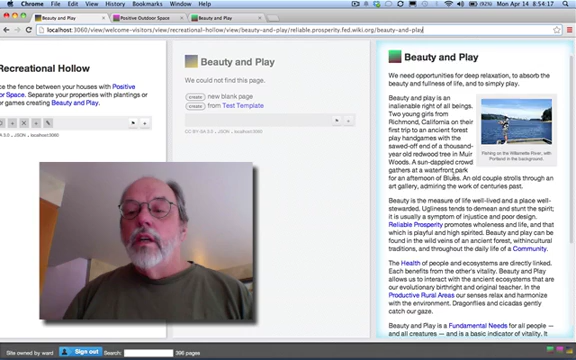 Chrome File Edit View History Bookmarks Window Help
Mon Apr 14 8:54:17
Beauty and Play
Positive Outdoor Space
Beauty and Play
localhost:3060/view/welcome-visitors/view/recreational-hollow/view/beauty-and-play/reliable.prosperity.fed.wiki.org/beauty-and-play
Recreational Hollow
ce the fence between your houses with Positive
or Space. Separate your properties with plantings or
or games creating Beauty and Play.
Beauty and Play
We could not find this page.
create new blank page
create from Test Template
Beauty and Play
We need opportunities for deep relaxation, to absorb the
beauty and fullness of life, and to simply play.
Beauty and play is an
inalienable right of all beings.
Two young girls from
Richmond, California on their
first trip to an ancient forest
play handgames with the
sawed-off end of a thousand-
year old redwood tree in Muir
Woods. A sun-dappled crowd
gathers at a waterfront park
for an afternoon of Blues. An old couple strolls through an
art gallery, admiring the work of centuries past.
Fishing on the Willamette River, with
Portland in the background.
Beauty is the measure of life well-lived and a place well-
stewarded. Ugliness tends to demean and stunt the spirit;
it is usually a symptom of injustice and poor design.
Reliable Prosperity promotes wholeness and life, and that
which is playful and high spirited. Beauty and play can be
found in the wild veins of an ancient forest, withincultural
traditions, and throughout the daily life of a Community.
The Health of people and ecosystems are directly linked.
Each benefits from the other's vitality. Beauty and Play
allows us to interact with the ecosystems that are
our evolutionary birthright and original teacher. In the
Productive Rural Areas our senses relax and harmonize
with the environment. Dragonflies and clouds gracefully
catch our gaze.
Beauty and Play is a Fundamental Needs for all people —
and all creatures — and is a basic indicator of vitality. It
Site owned by ward Sign out Search: 396 pages